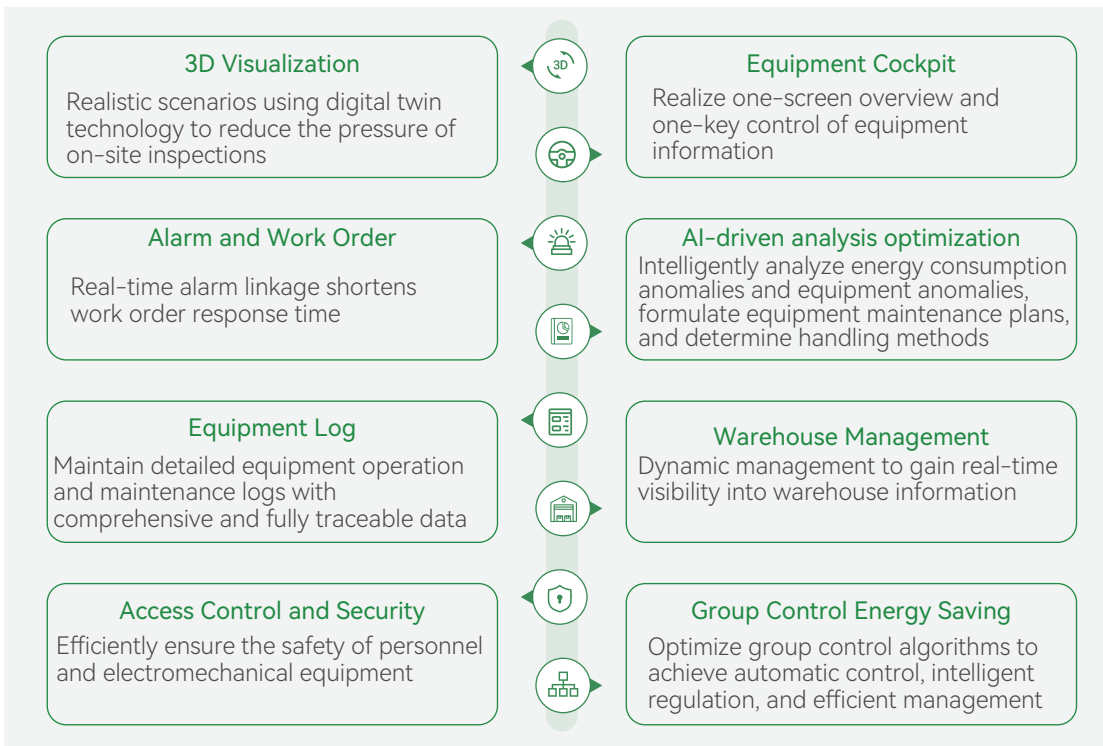 3D Visualization
Realistic scenarios using digital twin
technology to reduce the pressure of
on-site inspections
3D
Equipment Cockpit
Realize one-screen overview and
one-key control of equipment
information
Alarm and Work Order
Real-time alarm linkage shortens
work order response time
AI-driven analysis optimization
Intelligently analyze energy consumption
anomalies and equipment anomalies,
formulate equipment maintenance plans,
and determine handling methods
Equipment Log
Maintain detailed equipment operation
and maintenance logs with
comprehensive and fully traceable data
Warehouse Management
Dynamic management to gain real-time
visibility into warehouse information
Access Control and Security
Efficiently ensure the safety of personnel
and electromechanical equipment
Group Control Energy Saving
Optimize group control algorithms to
achieve automatic control, intelligent
regulation, and efficient management